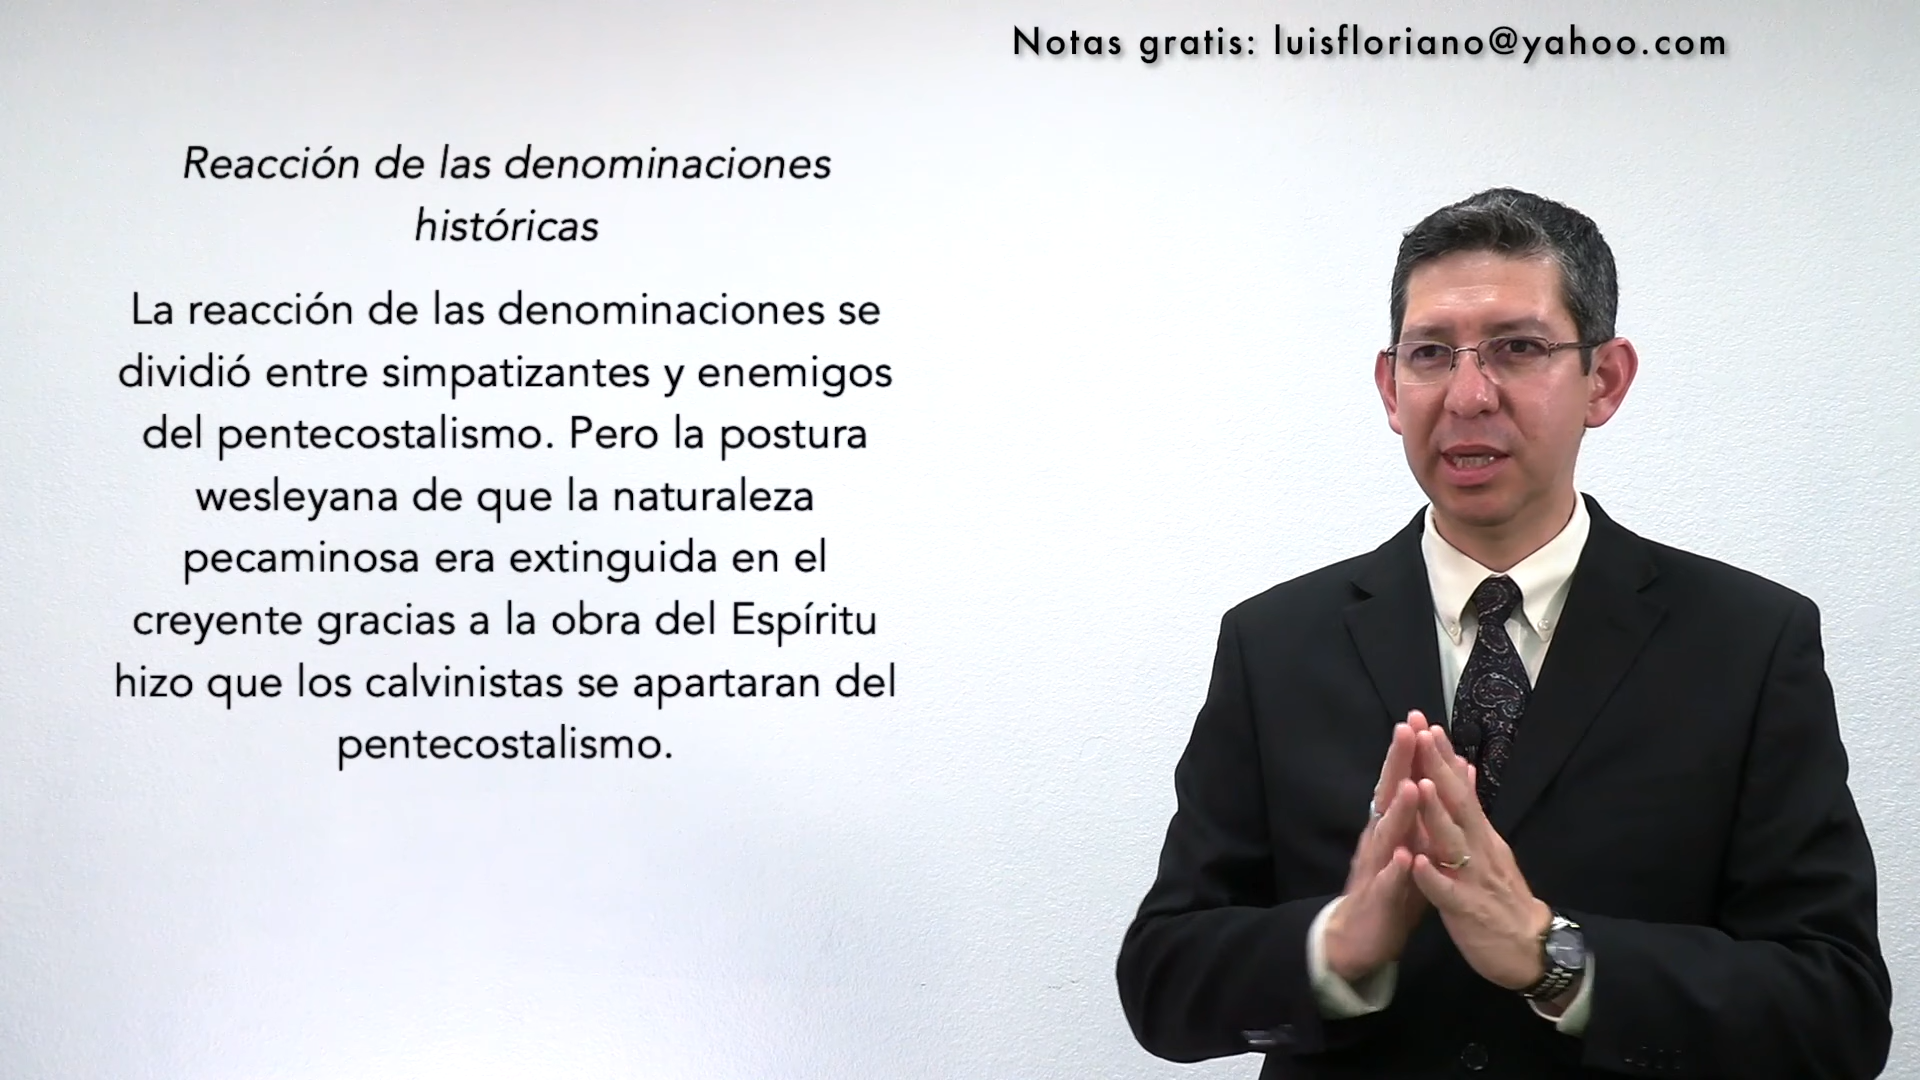 Notas gratis: luisfloriano@yahoo.com
Reacción de las denominaciones
históricas
La reacción de las denominaciones se
dividió entre simpatizantes y enemigos
del pentecostalismo. Pero la postura
wesleyana de que la naturaleza
pecaminosa era extinguida en el
creyente gracias a la obra del Espíritu
hizo que los calvinistas se apartaran del
pentecostalismo.